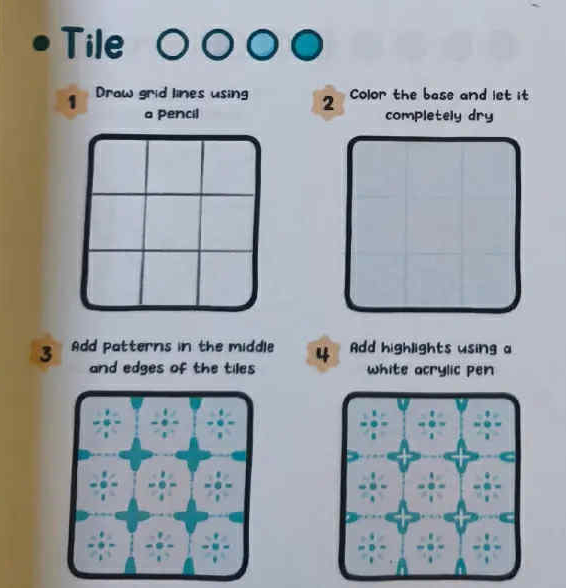 Tile
1 Draw grid lines using
a pencil
2 Color the base and let it
completely dry
3 Add patterns in the middle
and edges of the tiles
4 Add highlights using a
white acrylic pen